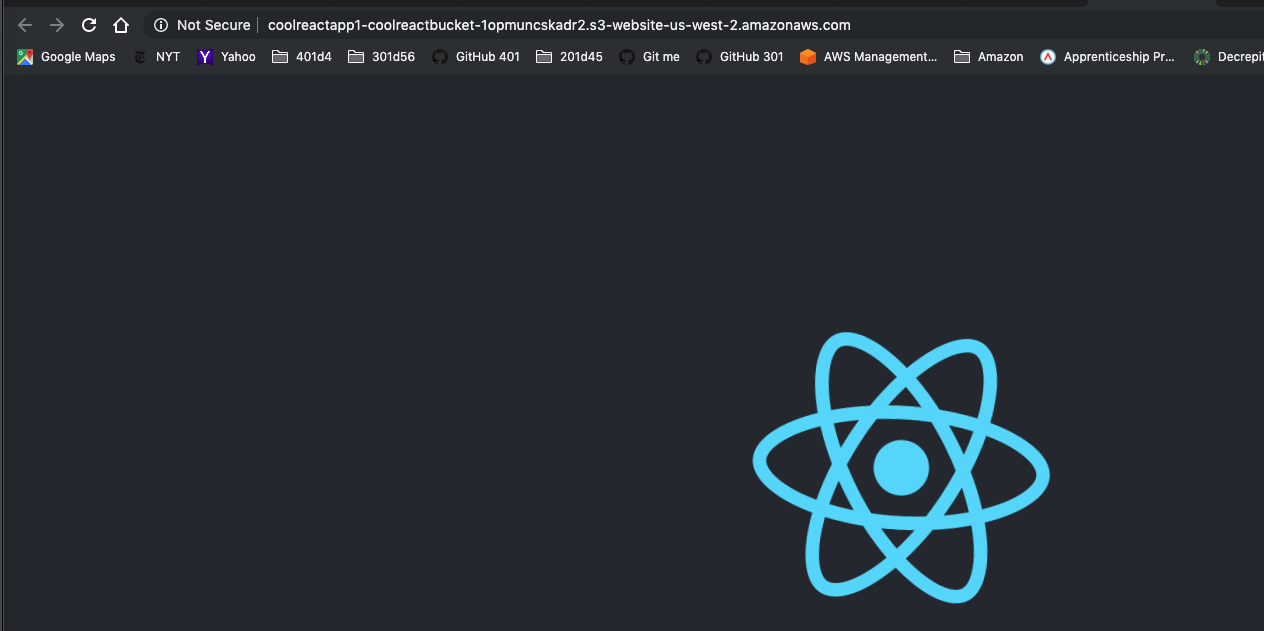 Not Secure coolreactapp1-coolreactbucket-1opmuncskadr2.s3-website-us-west-2.amazonaws.com
Google Maps NYT Yahoo 401d4 301d56 GitHub 401 201d45 Git me GitHub 301 AWS Management... Amazon Apprenticeship Pr... Decrepit